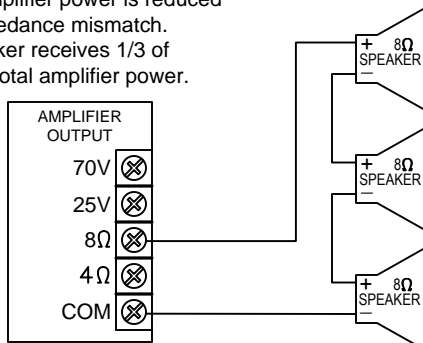 mplifier power is reduced
edance mismatch.
ker receives 1/3 of
otal amplifier power.
AMPLIFIER
OUTPUT
70V
25V
8Ω
4Ω
COM
+ 8Ω
SPEAKER
−
+ 8Ω
SPEAKER
−
+ 8Ω
SPEAKER
−